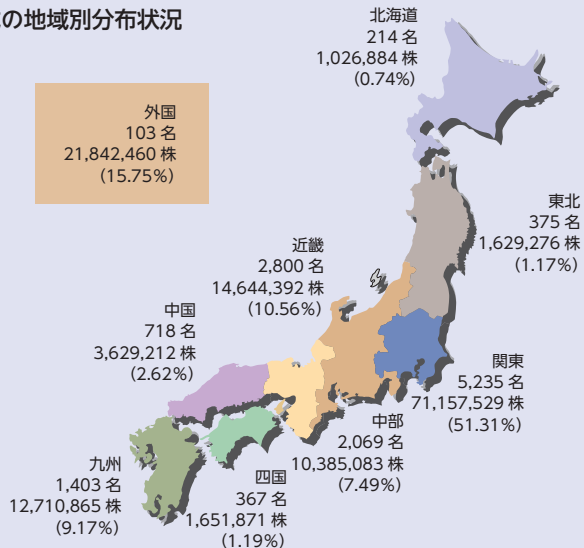 の地域別分布状況
北海道
214 名
1,026,884 株
(0.74%)
外国
103 名
21,842,460 株
(15.75%)
東北
375 名
1,629,276 株
(1.17%)
近畿
2,800 名
14,644,392 株
(10.56%)
中国
718 名
3,629,212 株
(2.62%)
関東
5,235 名
71,157,529 株
(51.31%)
中部
2,069 名
10,385,083 株
(7.49%)
九州
1,403 名
12,710,865 株
(9.17%)
四国
367 名
1,651,871 株
(1.19%)